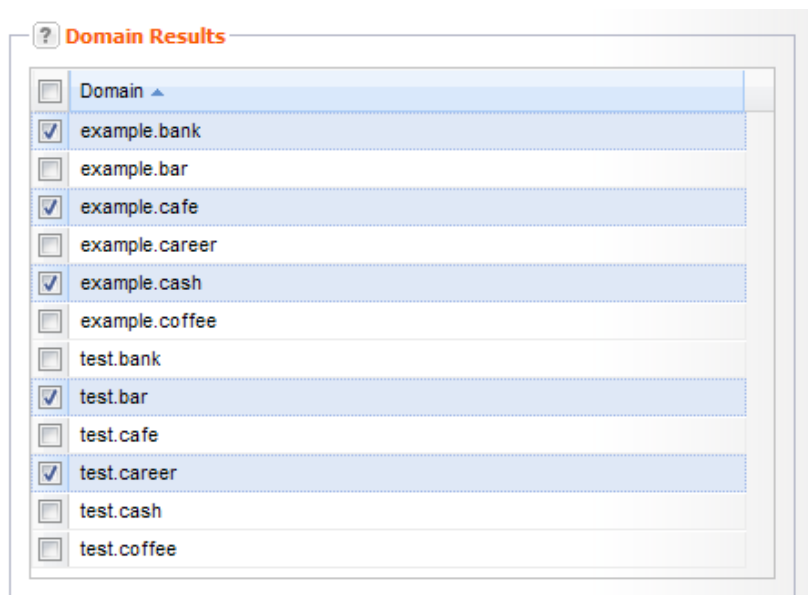 ? Domain Results
Domain
example.bank
example.bar
example.cafe
example.career
example.cash
example.coffee
test.bank
test.bar
test.cafe
test.career
test.cash
test.coffee